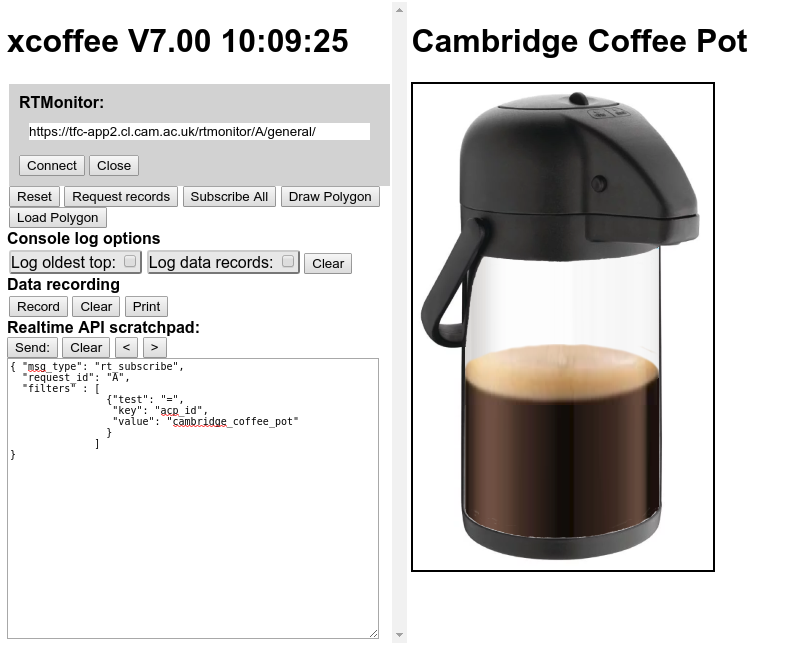 xcoffee V7.00 10:09:25
RTMonitor:
https://tfc-app2.cl.cam.ac.uk/rtmonitor/A/general/
Connect Close
Reset Request records Subscribe All Draw Polygon
Load Polygon
Console log options
Log oldest top: Log data records: Clear
Data recording
Record Clear Print
Realtime API scratchpad:
Send: Clear < >
{ "msg_type": "rt_subscribe",
"request_id": "A",
"filters" : [
{"test": "=",
"key": "acp_id",
"value": "cambridge_coffee_pot"
}
]
}
Cambridge Coffee Pot